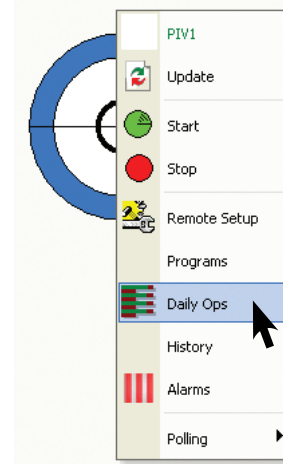 PIV1
Update
Start
Stop
Remote Setup
Programs
Daily Ops
History
Alarms
Polling